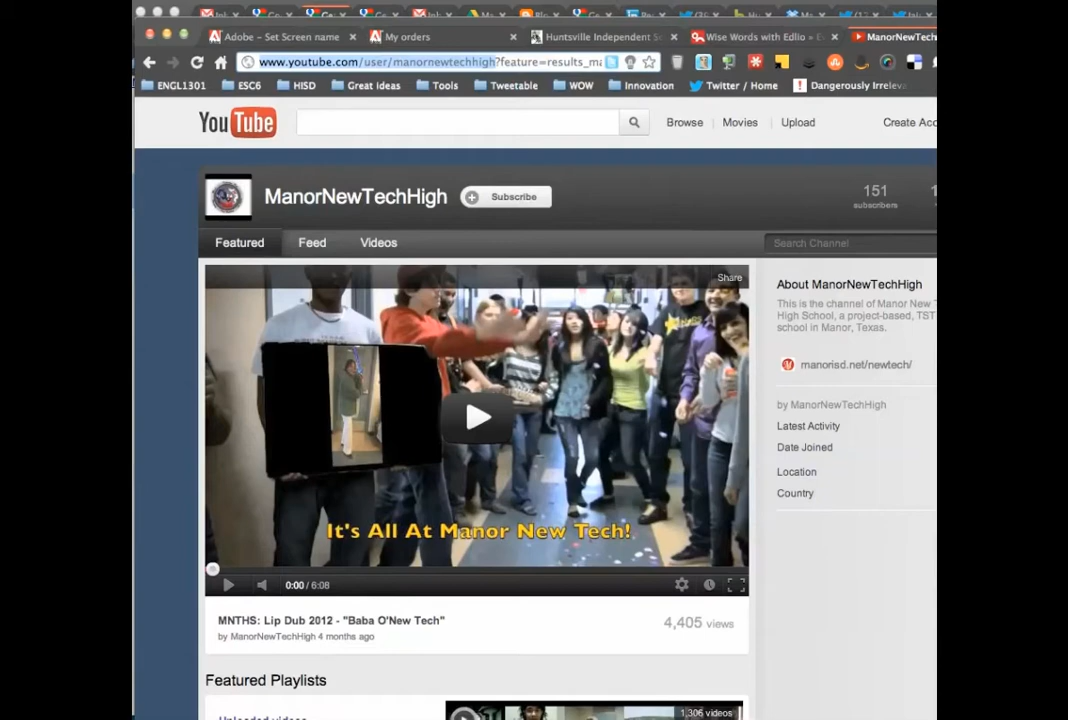 Adobe – Set Screen name
My orders
Huntsville Independent Sc
Wise Words with Edlio • Ev
ManorNewTech
www.youtube.com/user/manornewtechhigh?feature=results_ma
ENGL1301 ESC6 HISD Great Ideas Tools Tweetable WOW Innovation Twitter / Home Dangerously Irreleva
YouTube
Browse Movies Upload Create Acc
ManorNewTechHigh
Subscribe
151
subscribers
Featured Feed Videos
Search Channel
Share
It's All At Manor New Tech!
0:00 / 6:08
MNTHS: Lip Dub 2012 - "Baba O'New Tech"
by ManorNewTechHigh 4 months ago
4,405 views
About ManorNewTechHigh
This is the channel of Manor New T
High School, a project-based, TST
school in Manor, Texas.
manorisd.net/newtech/
by ManorNewTechHigh
Latest Activity
Date Joined
Location
Country
Featured Playlists
Uploaded videos
1,306 videos